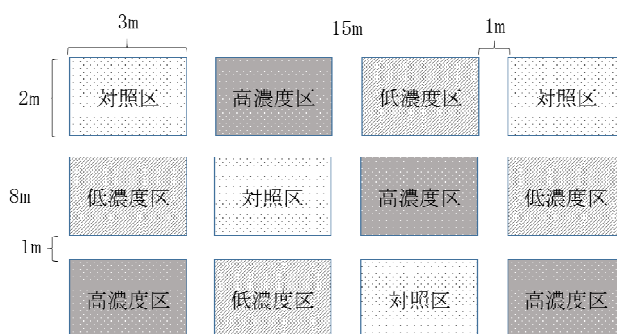 3m 15m 1m
2m 対照区 高濃度区 低濃度区 対照区
8m 低濃度区 対照区 高濃度区 低濃度区
1m
高濃度区 低濃度区 対照区 高濃度区